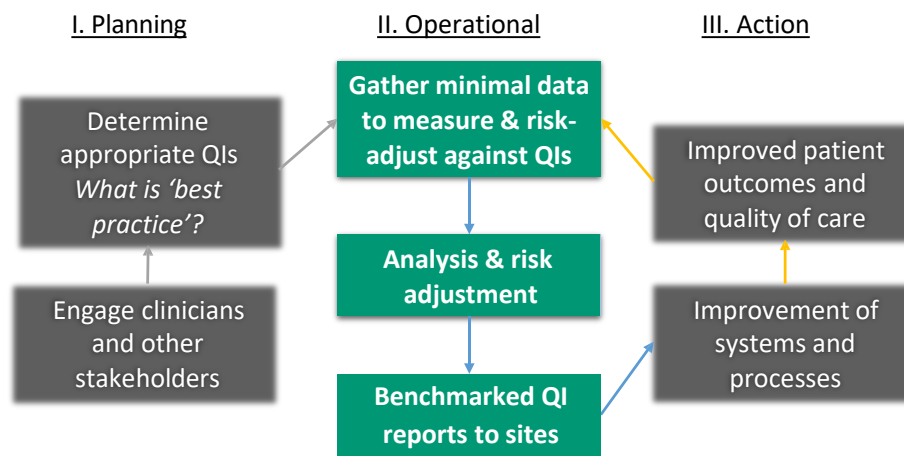 I. Planning
II. Operational
III. Action
Determine
appropriate QIs
What is ‘best
practice’?
Engage clinicians
and other
stakeholders
Gather minimal data
to measure & risk-
adjust against QIs
Analysis & risk
adjustment
Benchmarked QI
reports to sites
Improved patient
outcomes and
quality of care
Improvement of
systems and
processes